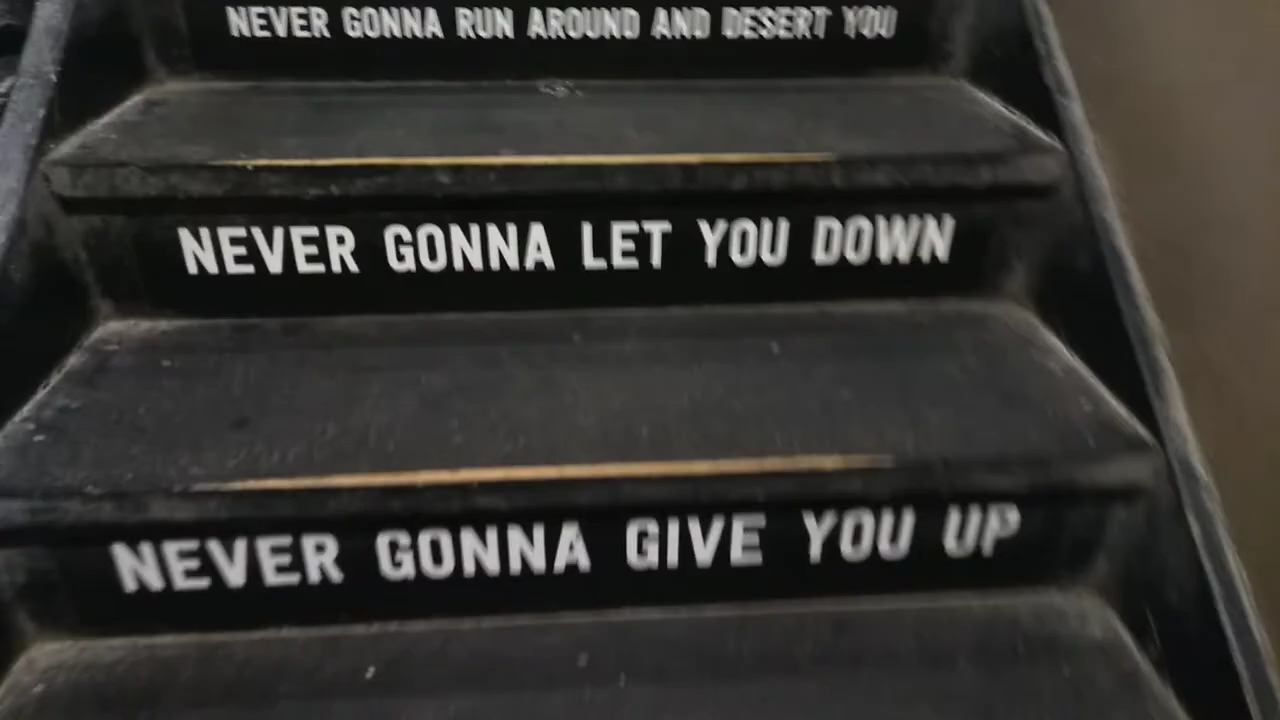 NEVER GONNA RUN AROUND AND DESERT YOU
NEVER GONNA LET YOU DOWN
NEVER GONNA GIVE YOU UP